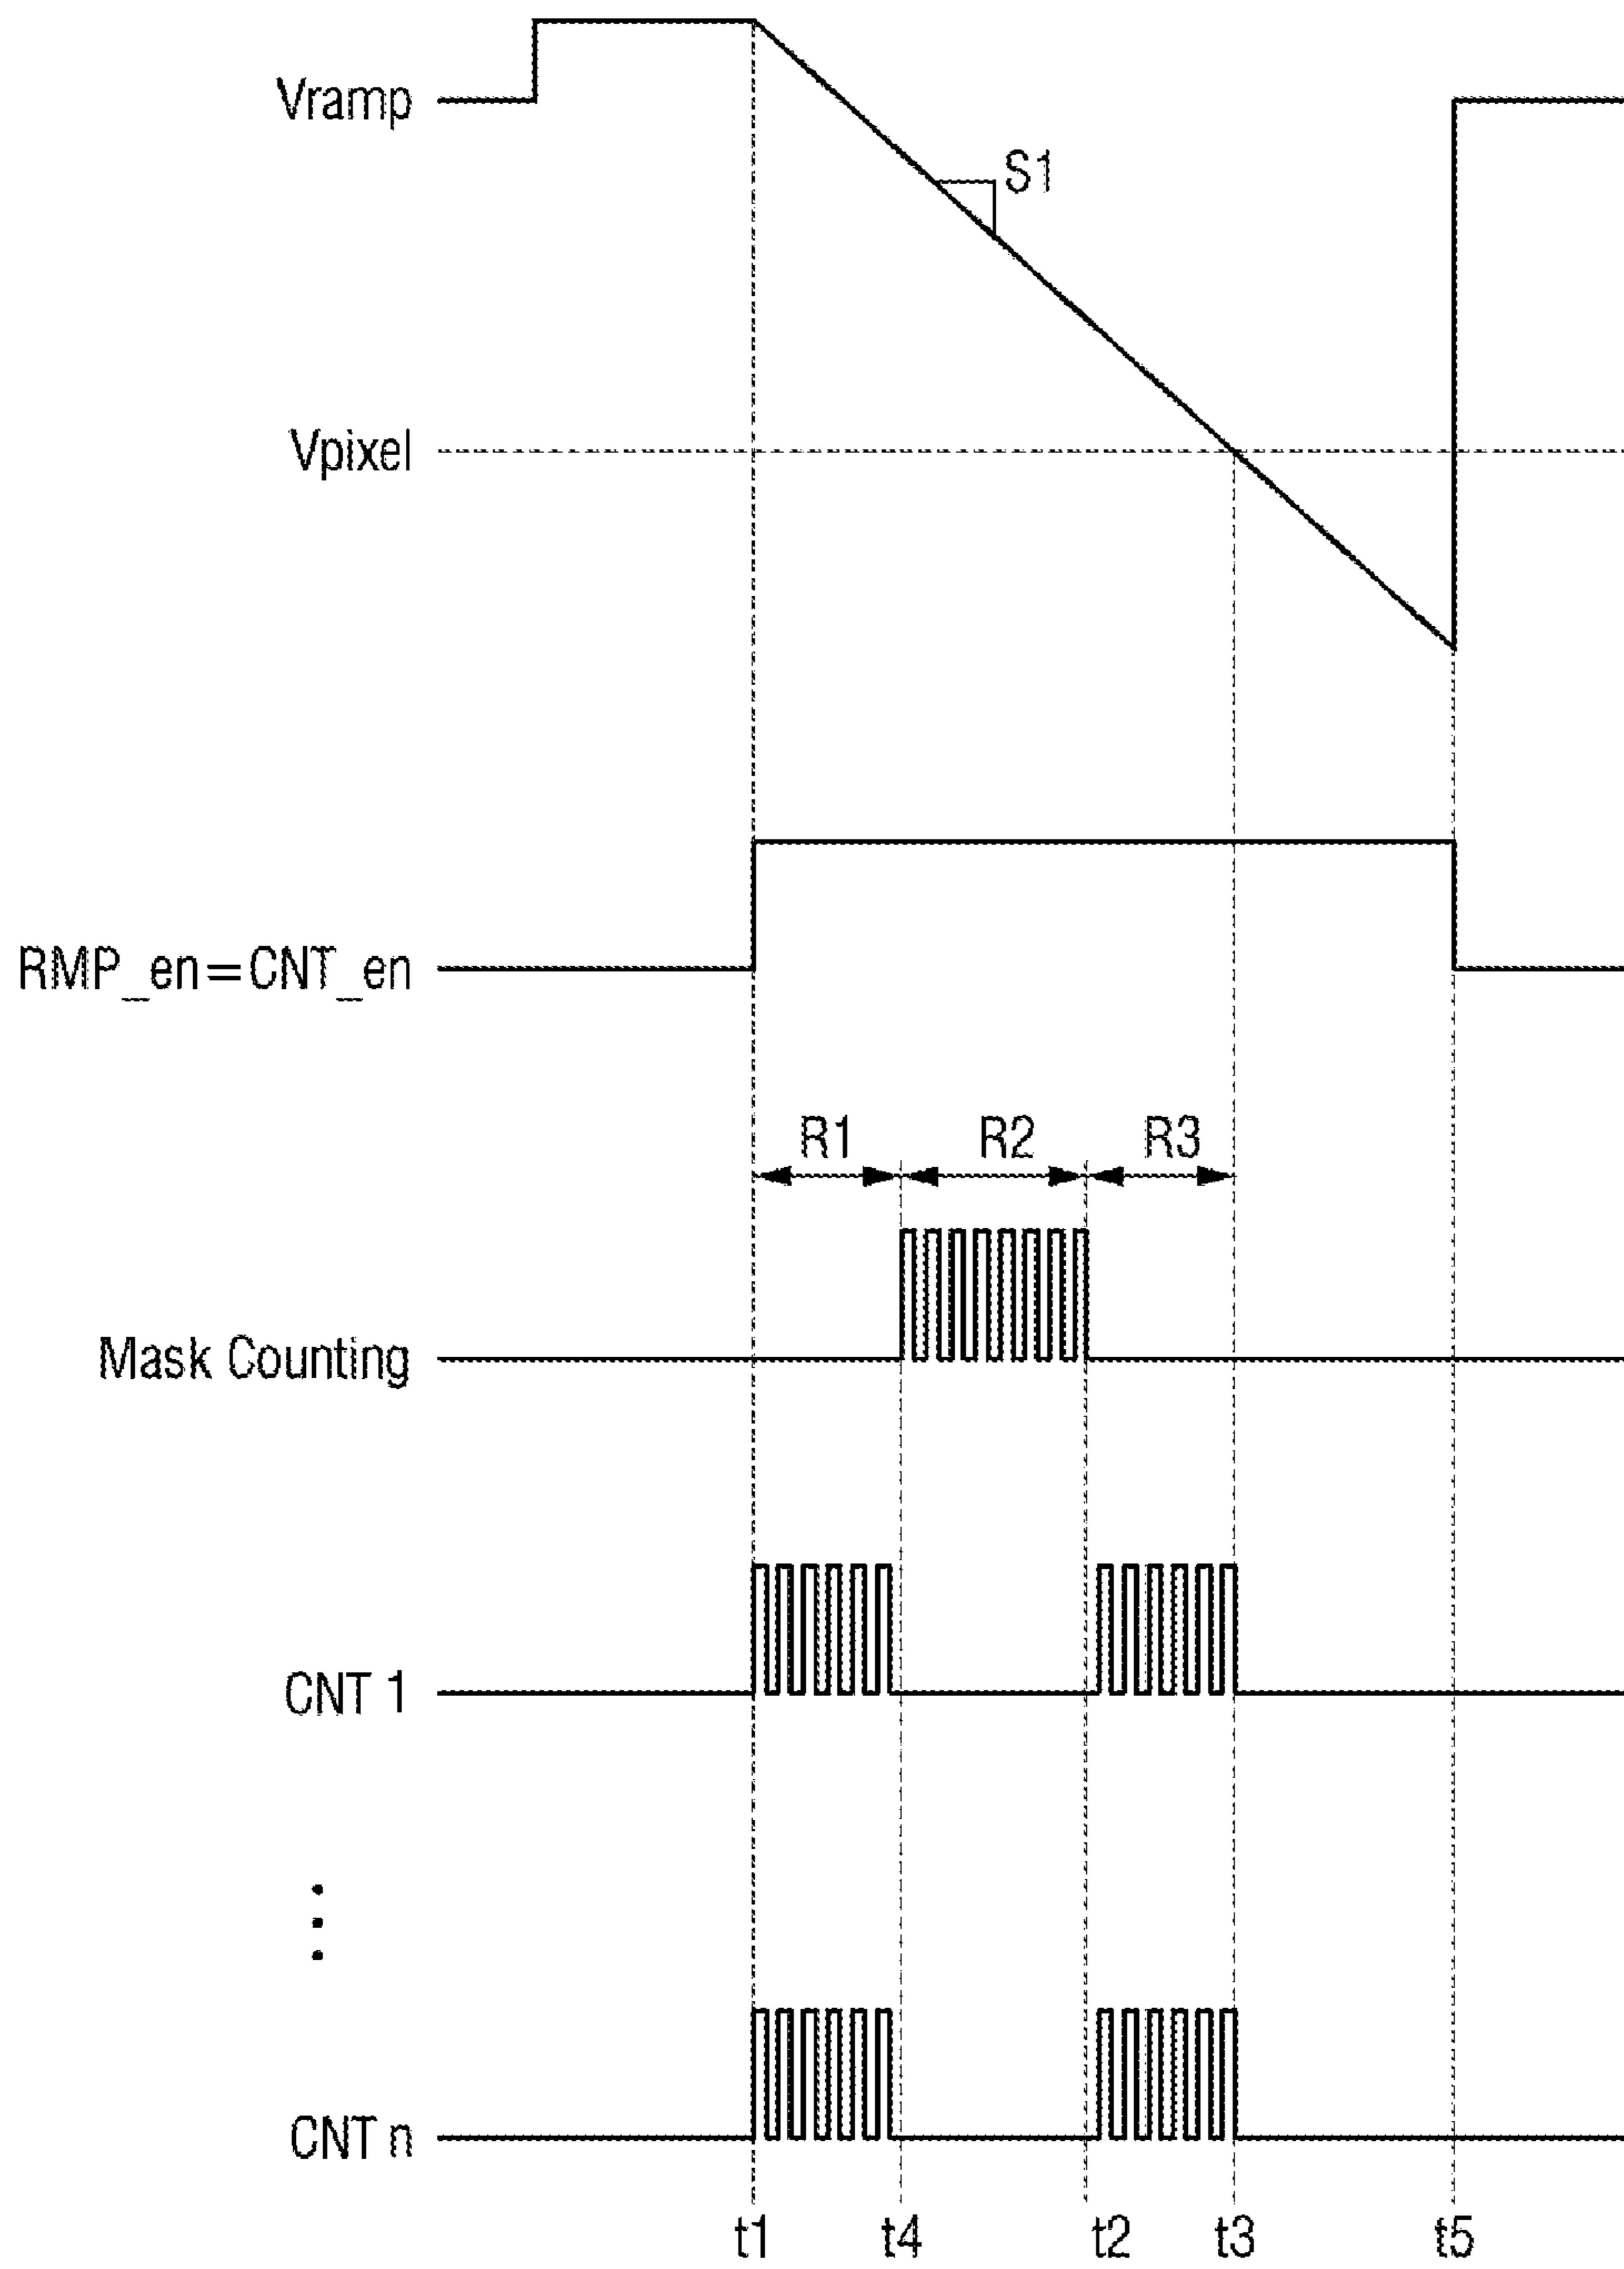 Vramp
S1
Vpixel
RMP_en=CNT_en
R1 R2 R3
Mask Counting
CNT 1
CNT n
t1 t4 t2 t3 t5